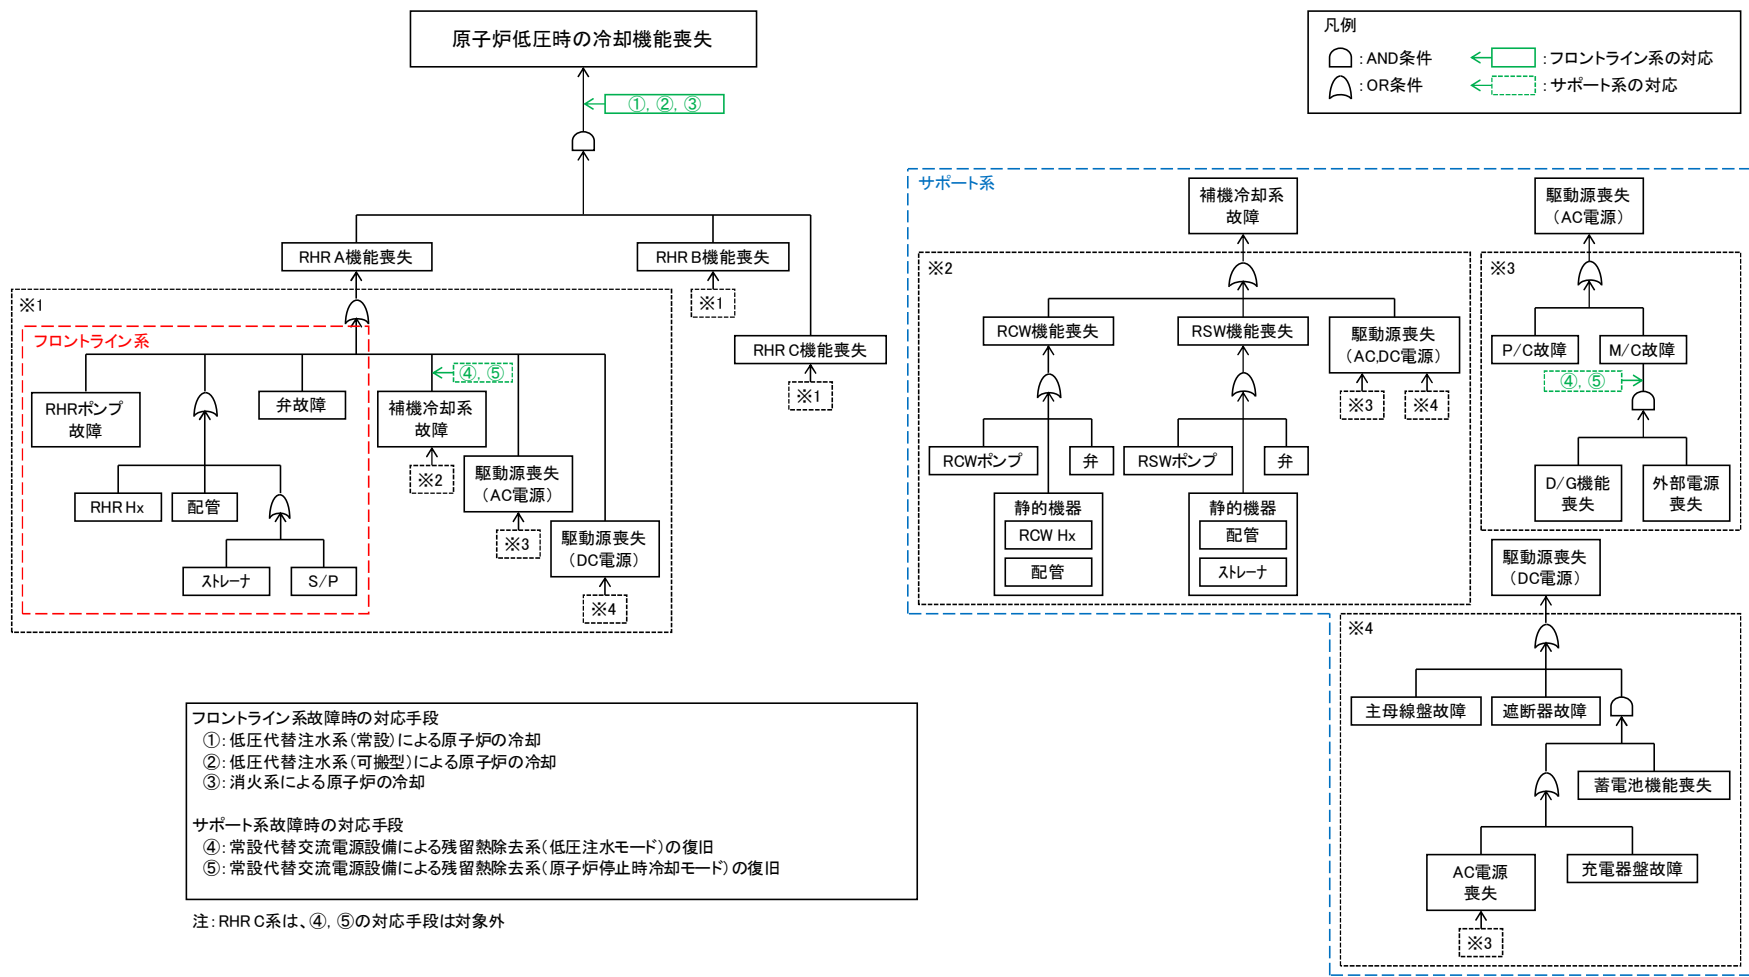 原子炉低圧時の冷却機能喪失
①, ②, ③
凡例
:AND条件
:フロントライン系の対応
:OR条件
:サポート系の対応
RHR A機能喪失
RHR B機能喪失
※1
RHR C機能喪失
※1
※1
フロントライン系
RHRポンプ
故障
弁故障
④, ⑤
補機冷却系
故障
※2
駆動源喪失
(AC電源)
※3
駆動源喪失
(DC電源)
※4
RHR Hx
配管
ストレーナ
S/P
サポート系
補機冷却系
故障
※2
RCW機能喪失
RSW機能喪失
駆動源喪失
(AC,DC電源)
※3
※4
RCWポンプ
弁
RSWポンプ
弁
静的機器
RCW Hx
配管
静的機器
配管
ストレーナ
駆動源喪失
(AC電源)
※3
P/C故障
M/C故障
④, ⑤
D/G機能
喪失
外部電源
喪失
駆動源喪失
(DC電源)
※4
主母線盤故障
遮断器故障
蓄電池機能喪失
AC電源
喪失
充電器盤故障
※3
フロントライン系故障時の対応手段
①:低圧代替注水系(常設)による原子炉の冷却
②:低圧代替注水系(可搬型)による原子炉の冷却
③:消火系による原子炉の冷却
サポート系故障時の対応手段
④:常設代替交流電源設備による残留熱除去系(低圧注水モード)の復旧
⑤:常設代替交流電源設備による残留熱除去系(原子炉停止時冷却モード)の復旧
注:RHR C系は、④, ⑤の対応手段は対象外